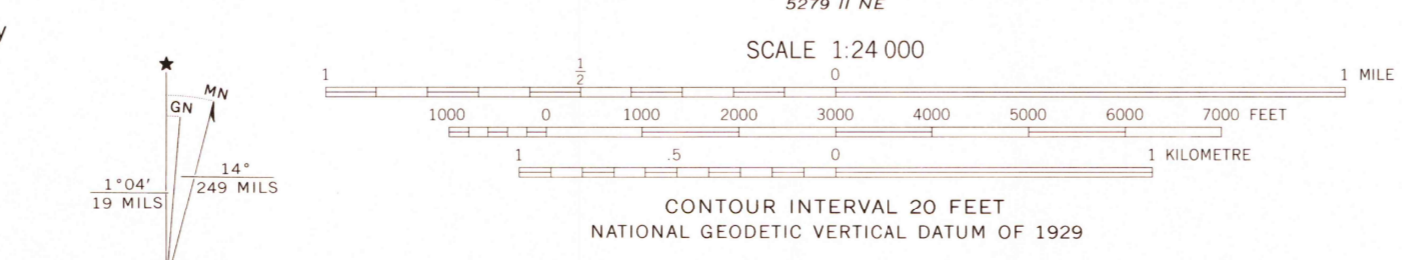 5279 II NE
SCALE 1:24 000
1 1/2 0 1 MILE
1000 0 1000 2000 3000 4000 5000 6000 7000 FEET
1 .5 0 1 KILOMETRE
CONTOUR INTERVAL 20 FEET
NATIONAL GEODETIC VERTICAL DATUM OF 1929
★
MN
GN
14°
249 MILS
1°04′
19 MILS